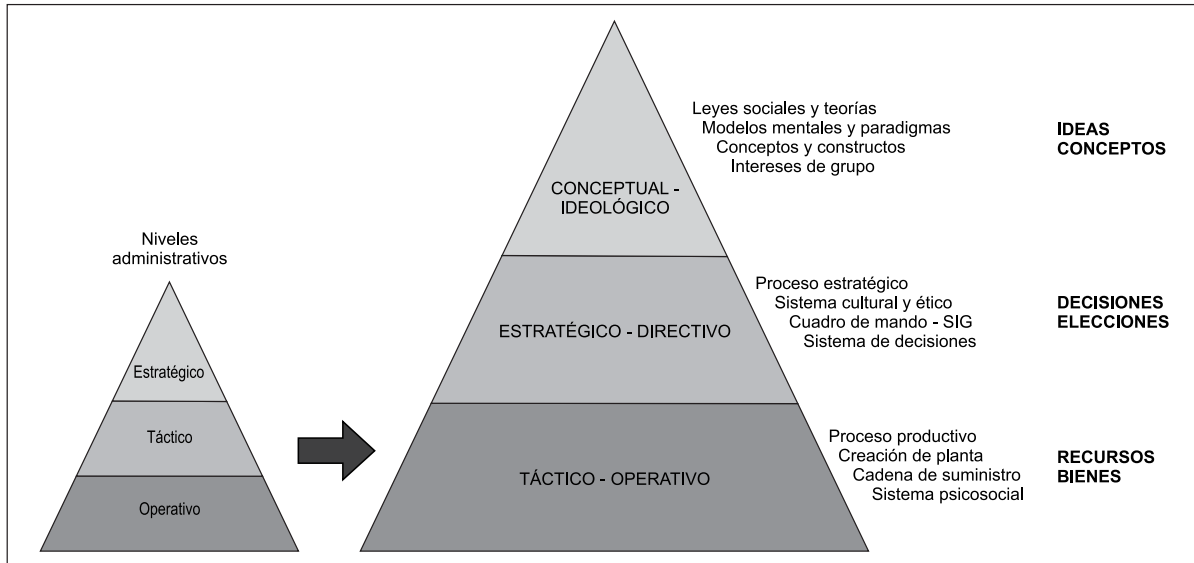 Niveles
administrativos
Estratégico
Táctico
Operativo
CONCEPTUAL -
IDEOLÓGICO
Leyes sociales y teorías
Modelos mentales y paradigmas
Conceptos y constructos
Intereses de grupo
IDEAS
CONCEPTOS
ESTRATÉGICO - DIRECTIVO
Proceso estratégico
Sistema cultural y ético
Cuadro de mando - SIG
Sistema de decisiones
DECISIONES
ELECCIONES
TÁCTICO - OPERATIVO
Proceso productivo
Creación de planta
Cadena de suministro
Sistema psicosocial
RECURSOS
BIENES